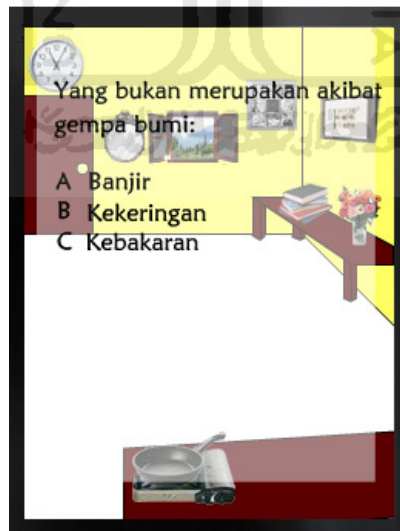 Yang bukan merupakan akibat
gempa bumi:
A Banjir
B Kekeringan
C Kebakaran